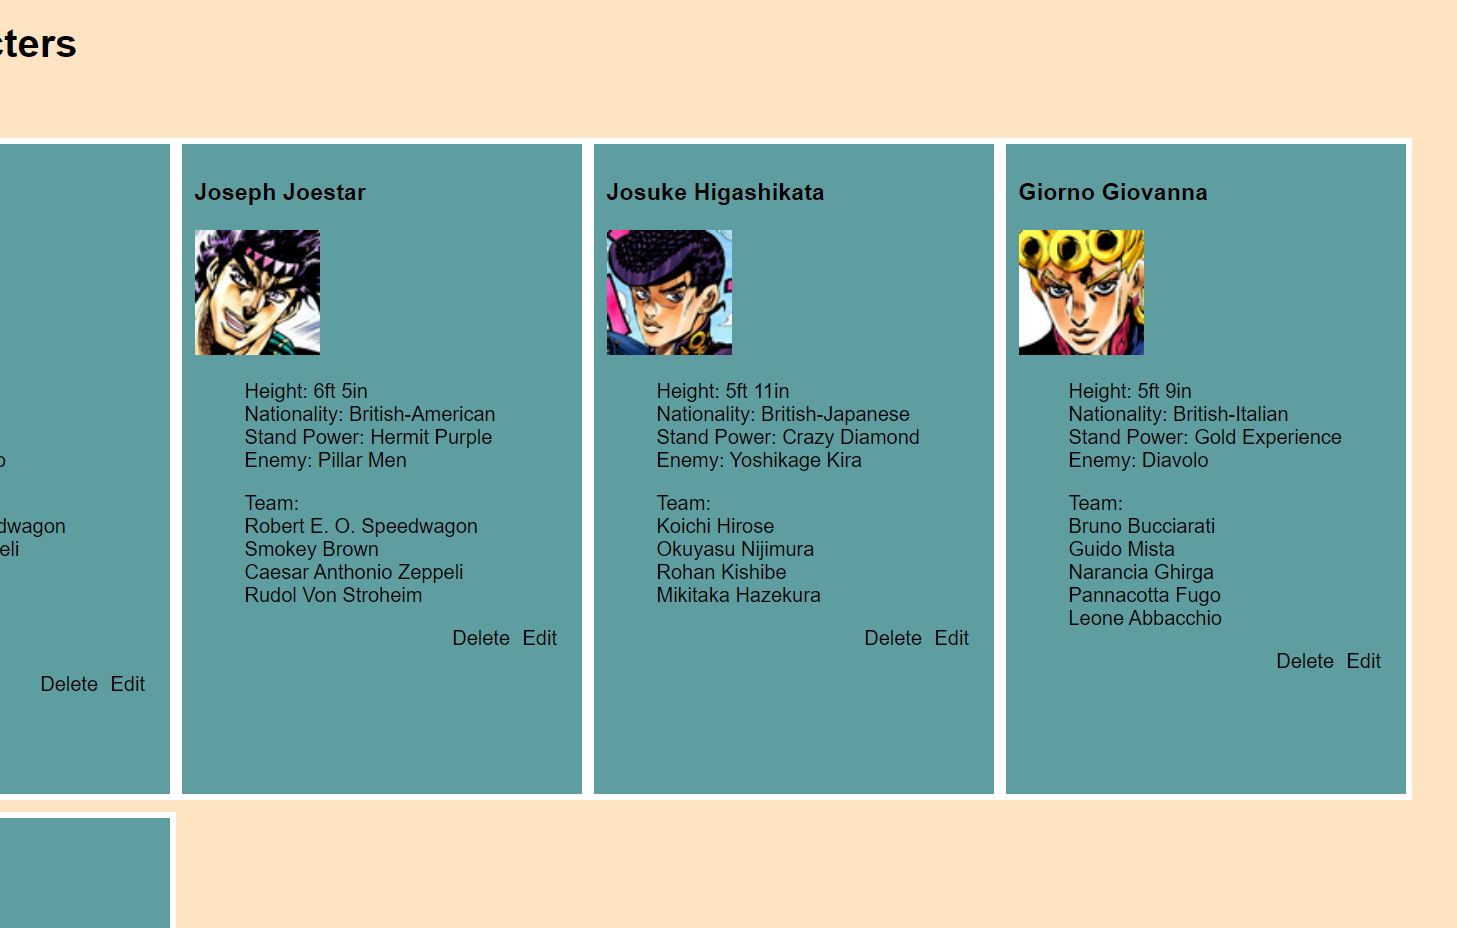 cters
Joseph Joestar
Height: 6ft 5in
Nationality: British-American
Stand Power: Hermit Purple
Enemy: Pillar Men
Team:
Robert E. O. Speedwagon
Smokey Brown
Caesar Anthonio Zeppeli
Rudol Von Stroheim
Delete Edit
Josuke Higashikata
Height: 5ft 11in
Nationality: British-Japanese
Stand Power: Crazy Diamond
Enemy: Yoshikage Kira
Team:
Koichi Hirose
Okuyasu Nijimura
Rohan Kishibe
Mikitaka Hazekura
Delete Edit
Giorno Giovanna
Height: 5ft 9in
Nationality: British-Italian
Stand Power: Gold Experience
Enemy: Diavolo
Team:
Bruno Bucciarati
Guido Mista
Narancia Ghirga
Pannacotta Fugo
Leone Abbacchio
Delete Edit
o
dwagon
eli
Delete Edit